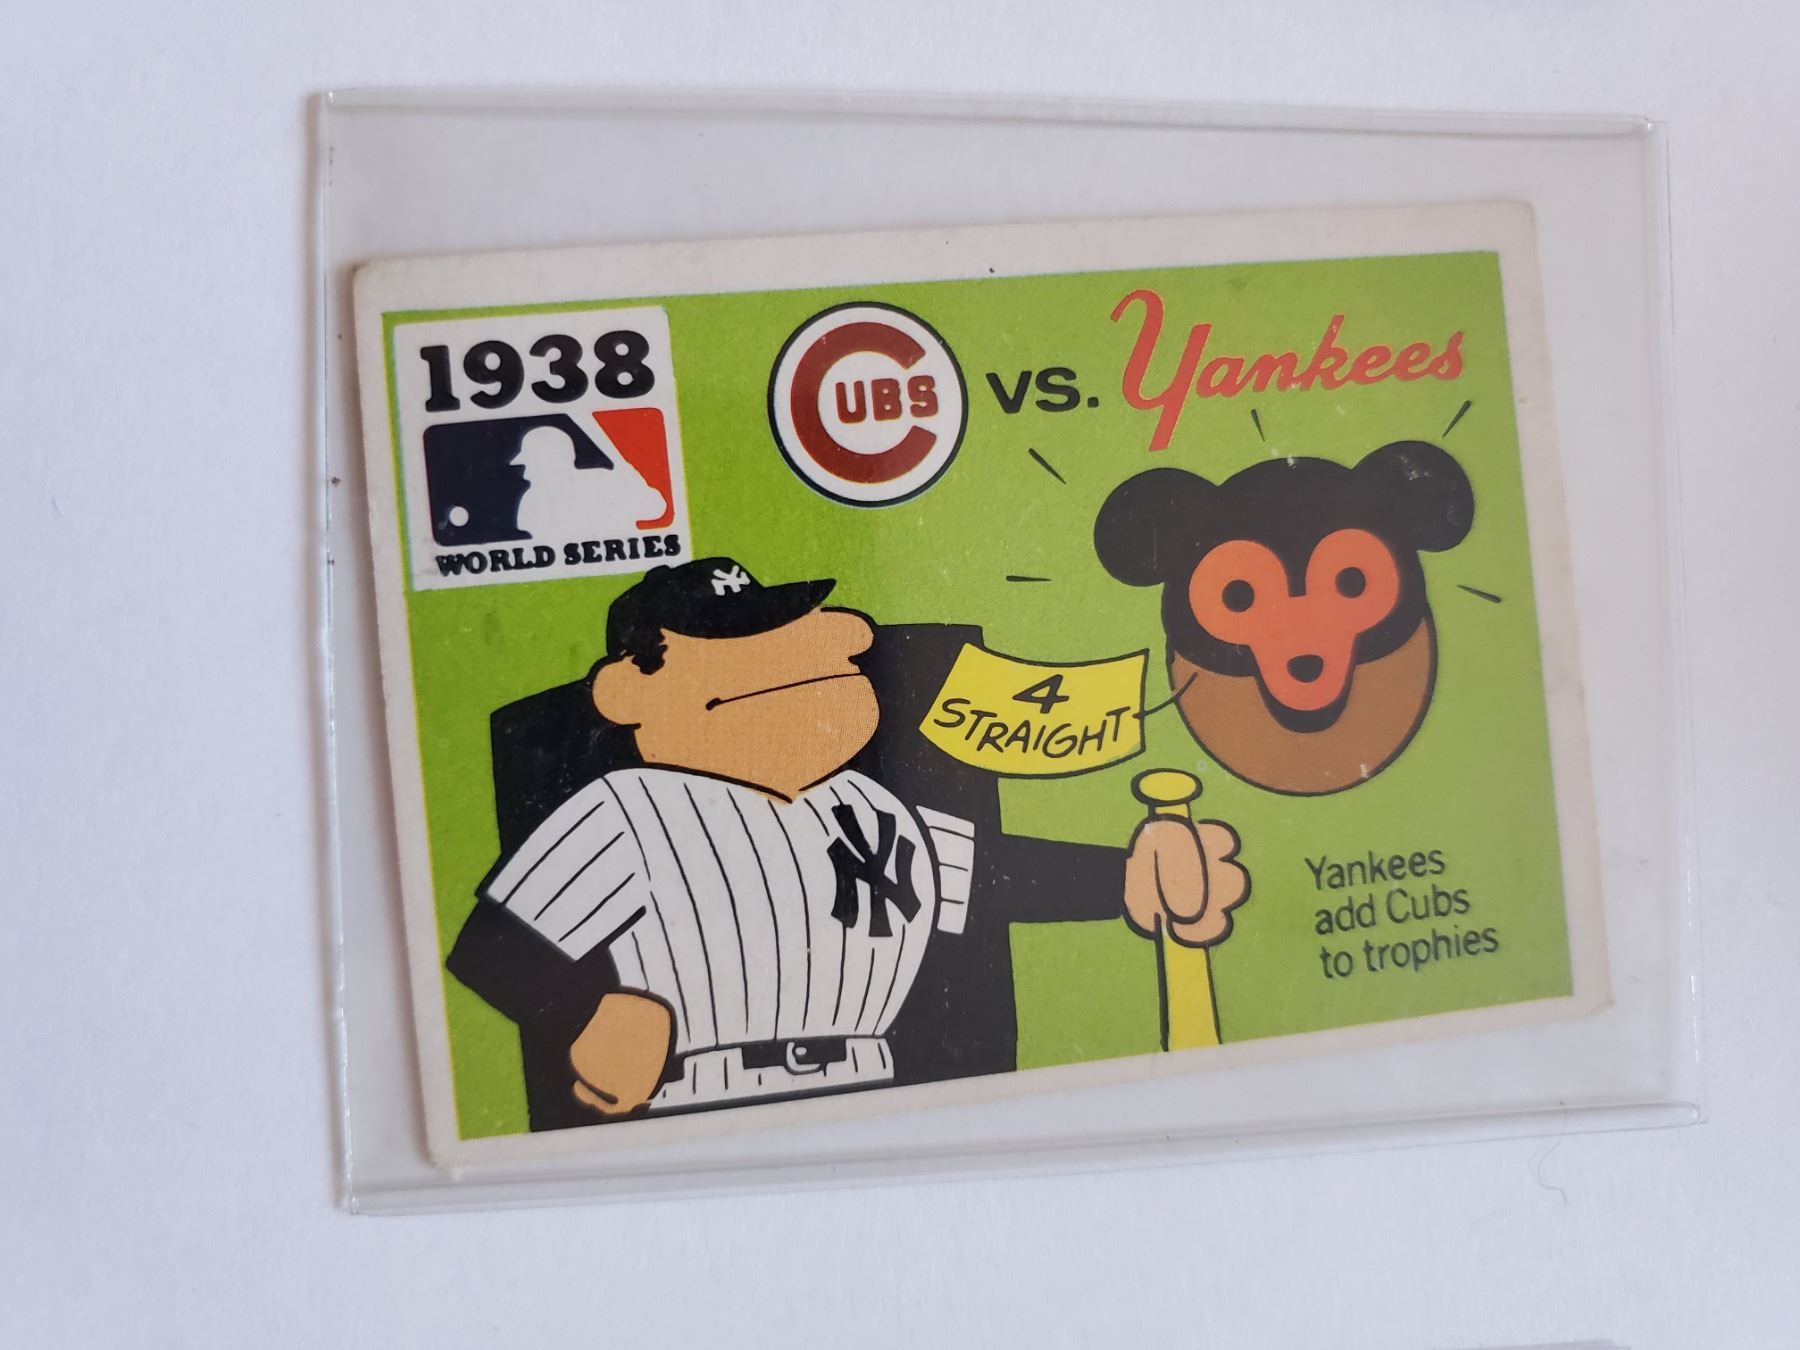 1938
WORLD SERIES
CUBS VS. Yankees
NY
4
STRAIGHT
NY
Yankees
add Cubs
to trophies